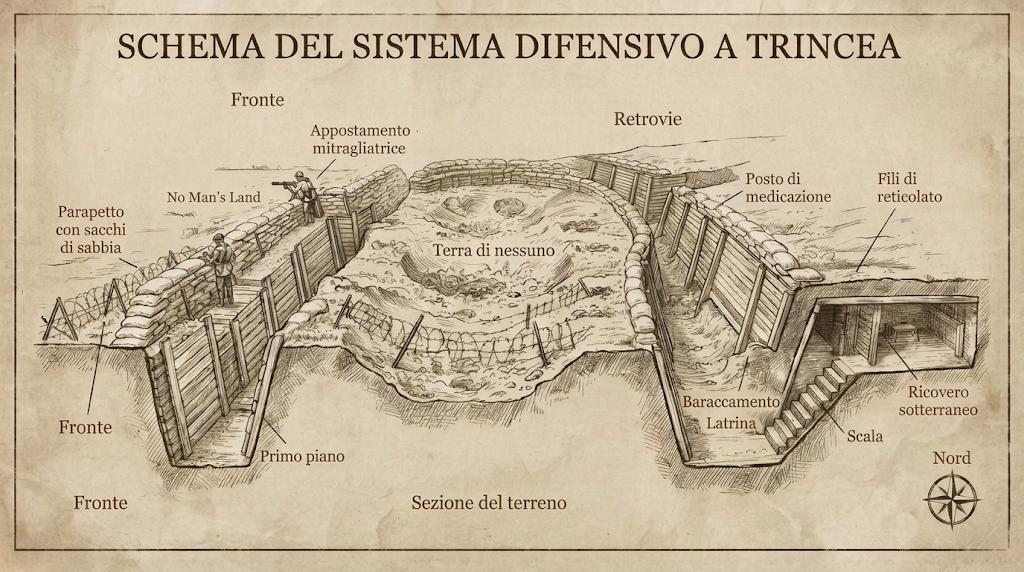 SCHEMA DEL SISTEMA DIFENSIVO A TRINCEA
Fronte
Retrovie
Appostamento
mitragliatrice
No Man's Land
Parapetto
con sacchi
di sabbia
Posto di
medicazione
Fili di
reticolato
Terra di nessuno
Baraccamento
Latrina
Ricovero
sotterraneo
Fronte
Scala
Primo piano
Nord
Fronte
Sezione del terreno